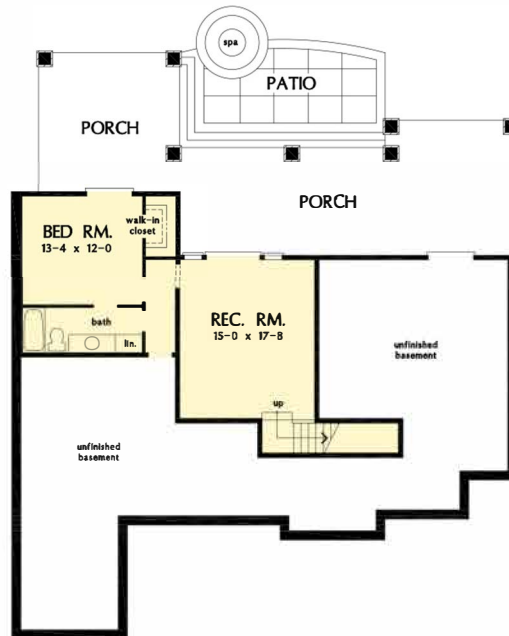 spa
PATIO
PORCH
PORCH
walk-in
closet
BED RM.
13-4 x 12-0
bath
lin.
REC. RM.
15-0 x 17-8
unfinished
basement
up
unfinished
basement